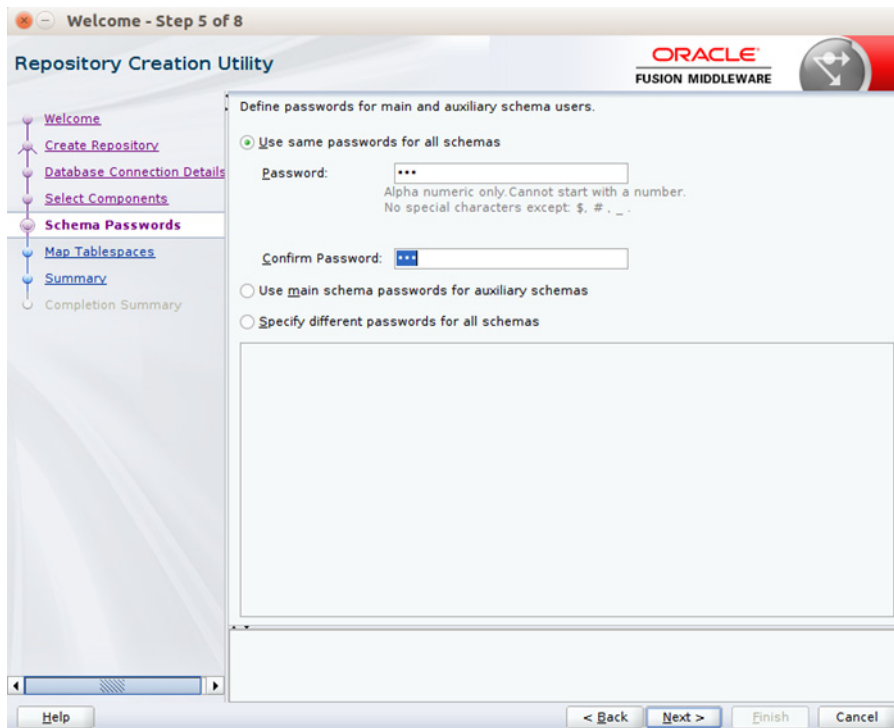 Welcome - Step 5 of 8
Repository Creation Utility
ORACLE
FUSION MIDDLEWARE
Welcome
Create Repository
Database Connection Details
Select Components
Schema Passwords
Map Tablespaces
Summary
Completion Summary
Define passwords for main and auxiliary schema users.
Use same passwords for all schemas
Password: •••
Alpha numeric only.Cannot start with a number.
No special characters except: $, # , _ .
Confirm Password: •••
Use main schema passwords for auxiliary schemas
Specify different passwords for all schemas
Help
< Back
Next >
Finish
Cancel